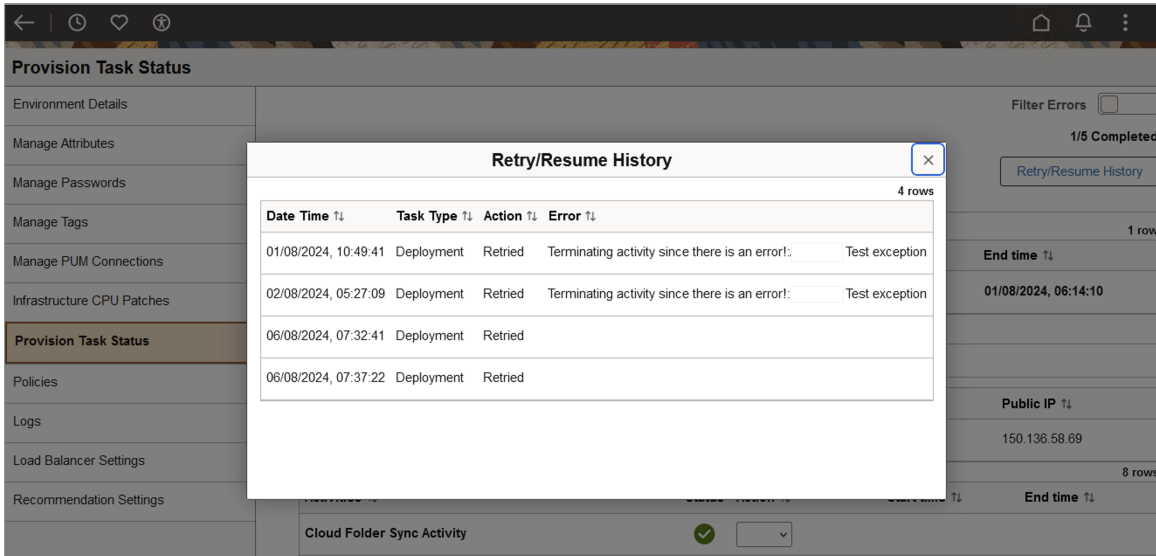 Provision Task Status
Environment Details
Manage Attributes
Manage Passwords
Manage Tags
Manage PUM Connections
Infrastructure CPU Patches
Provision Task Status
Policies
Logs
Load Balancer Settings
Recommendation Settings
Filter Errors
1/5 Completed
Retry/Resume History
1 row
End time
01/08/2024, 06:14:10
Public IP
150.136.58.69
8 rows
Retry/Resume History
4 rows
Date Time Task Type Action Error
01/08/2024, 10:49:41 Deployment Retried Terminating activity since there is an error!: Test exception
02/08/2024, 05:27:09 Deployment Retried Terminating activity since there is an error!: Test exception
06/08/2024, 07:32:41 Deployment Retried
06/08/2024, 07:37:22 Deployment Retried
End time
Cloud Folder Sync Activity